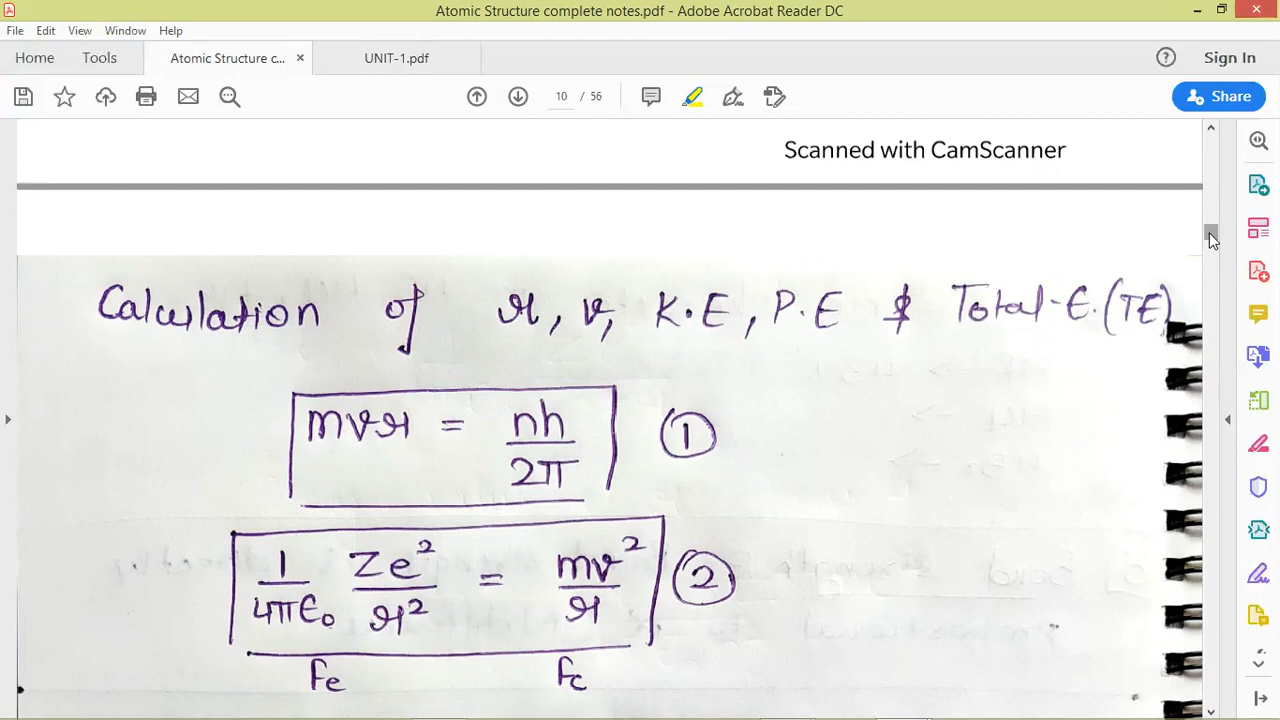 Atomic Structure complete notes.pdf - Adobe Acrobat Reader DC
File Edit View Window Help
Home Tools Atomic Structure c... × UNIT-1.pdf ? Sign In
10 / 56 Share
Scanned with CamScanner
Calculation of r, v, K.E, P.E & Total-E.(TE)
mvr = nh/2π ①
1/4πε₀ Ze²/r² = mv²/r ②
Fe Fc